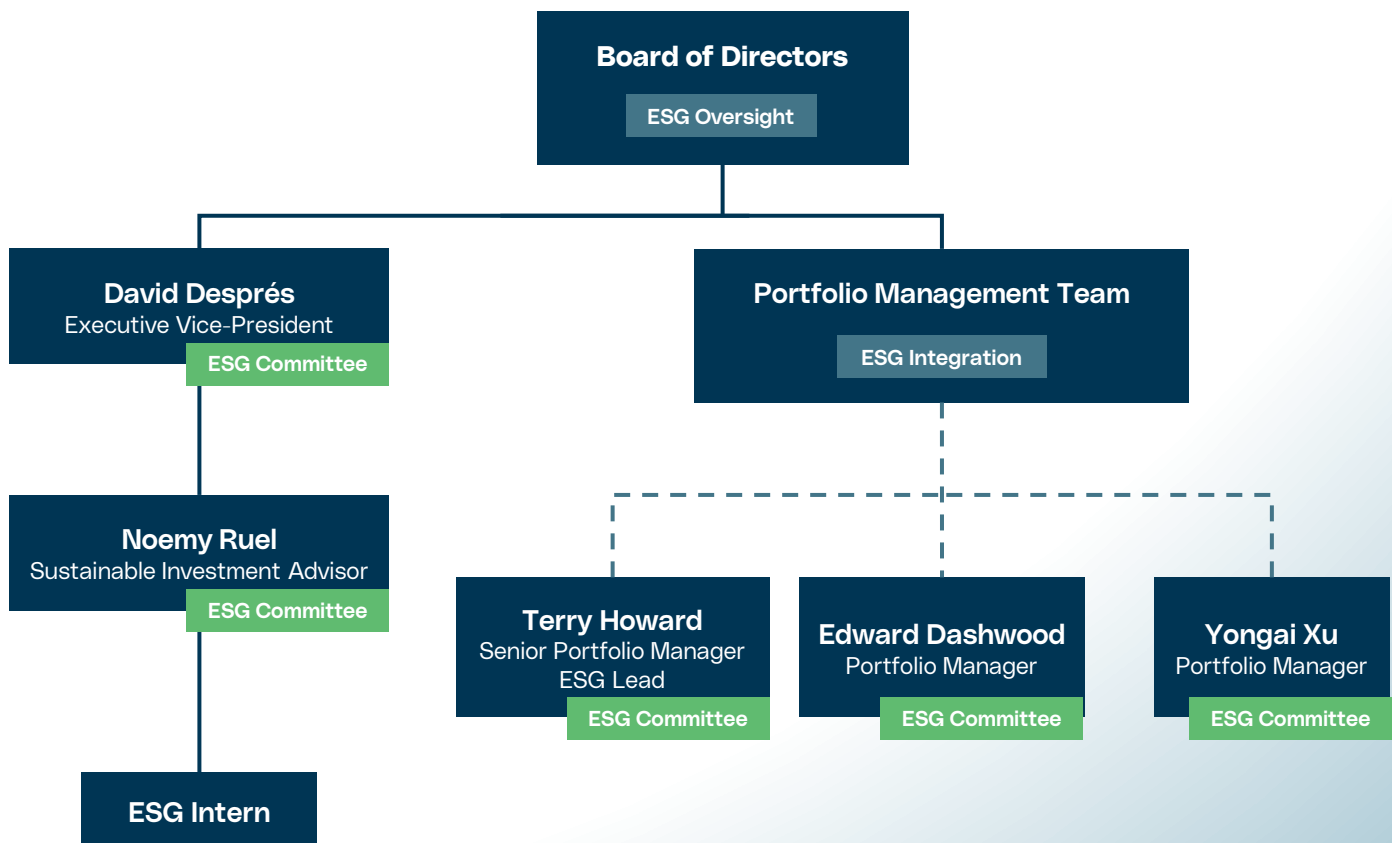 Board of Directors
ESG Oversight
David Després
Executive Vice-President
ESG Committee
Portfolio Management Team
ESG Integration
Noemy Ruel
Sustainable Investment Advisor
ESG Committee
Terry Howard
Senior Portfolio Manager
ESG Lead
ESG Committee
Edward Dashwood
Portfolio Manager
ESG Committee
Yongai Xu
Portfolio Manager
ESG Committee
ESG Intern